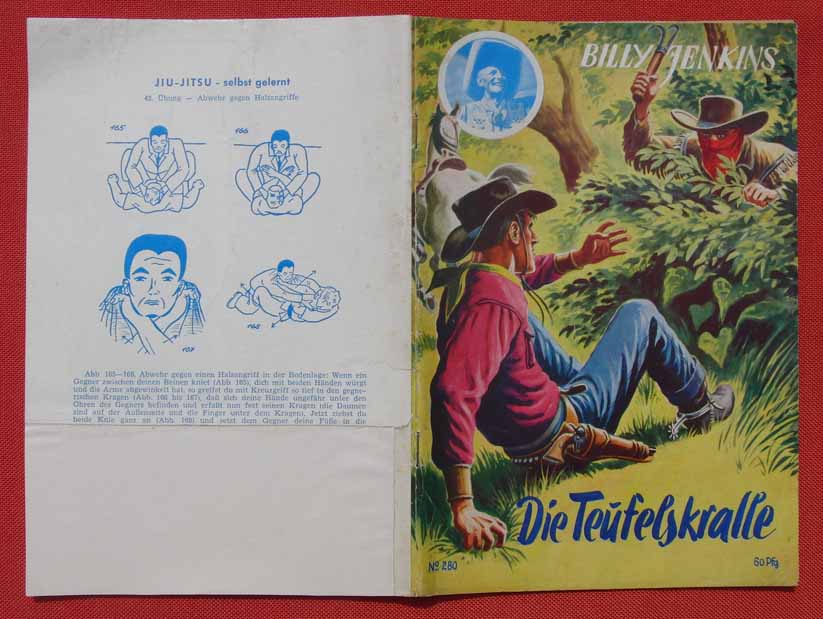 JIU-JITSU - selbst gelernt
42. Übung — Abwehr gegen Halsangriffe
165
166
167
168
Abb 165—168, Abwehr gegen einen Halsangriff in der Bodenlage: Wenn ein
Gegner zwischen deinen Beinen kniet (Abb. 165), dich mit beiden Händen würgt
und die Arme abgewinkelt hat, so greifst du mit Kreuzgriff so tief in den gegne-
rischen Kragen (Abb. 166 bis 167), daß sich deine Hände ungefähr unter den
Ohren des Gegners befinden und erfaßt nun fest seinen Kragen (die Daumen
sind auf der Außenseite und die Finger unter dem Kragen). Jetzt ziehst du
beide Knie ganz an (Abb. 168) und setzt dem Gegner deine Füße in die
BILLY JENKINS
Die Teufelskralle
No 280
60 Pfg